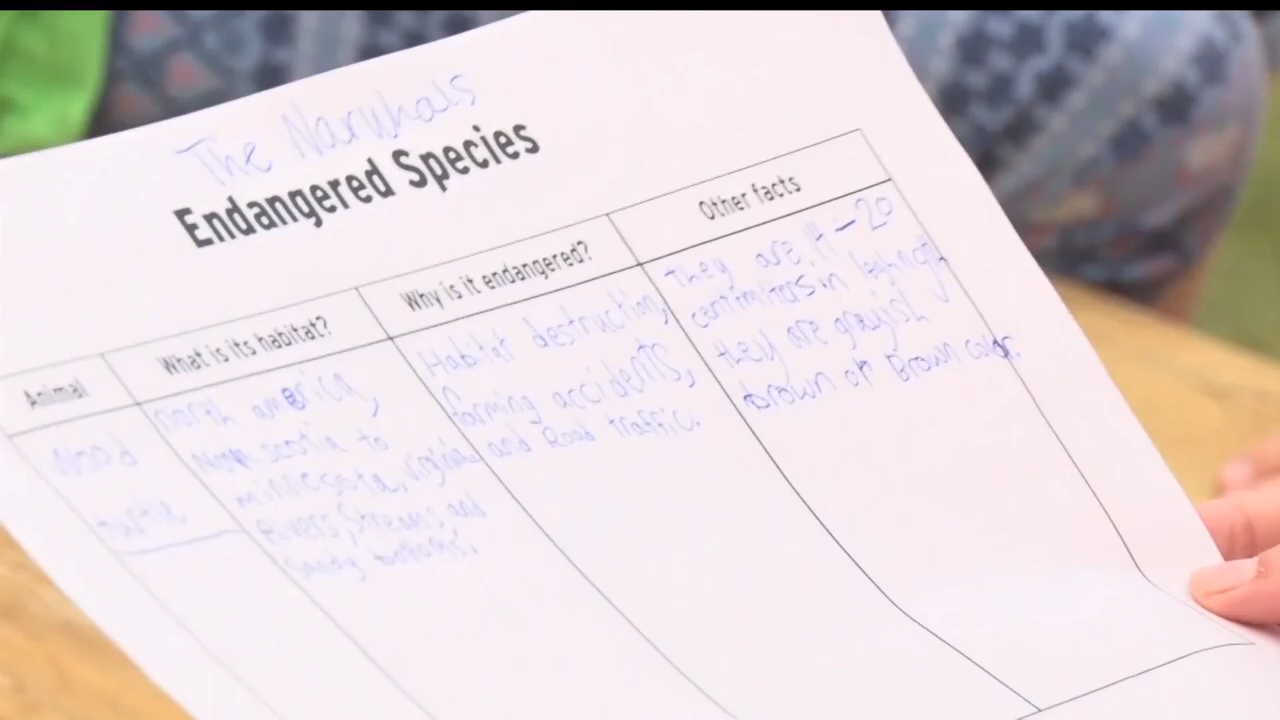 The Narwhals
Endangered Species
Animal
What is its habitat?
Why is it endangered?
Other facts
Wood
turtle
north america,
Nova scotia to
minnesota, virginia
Rivers, Streams, and
Sandy bottoms.
Habitat destruction,
farming accidents,
and Road traffic.
they are 14-20
centimitors in
they are grayish
brown or Brown color.